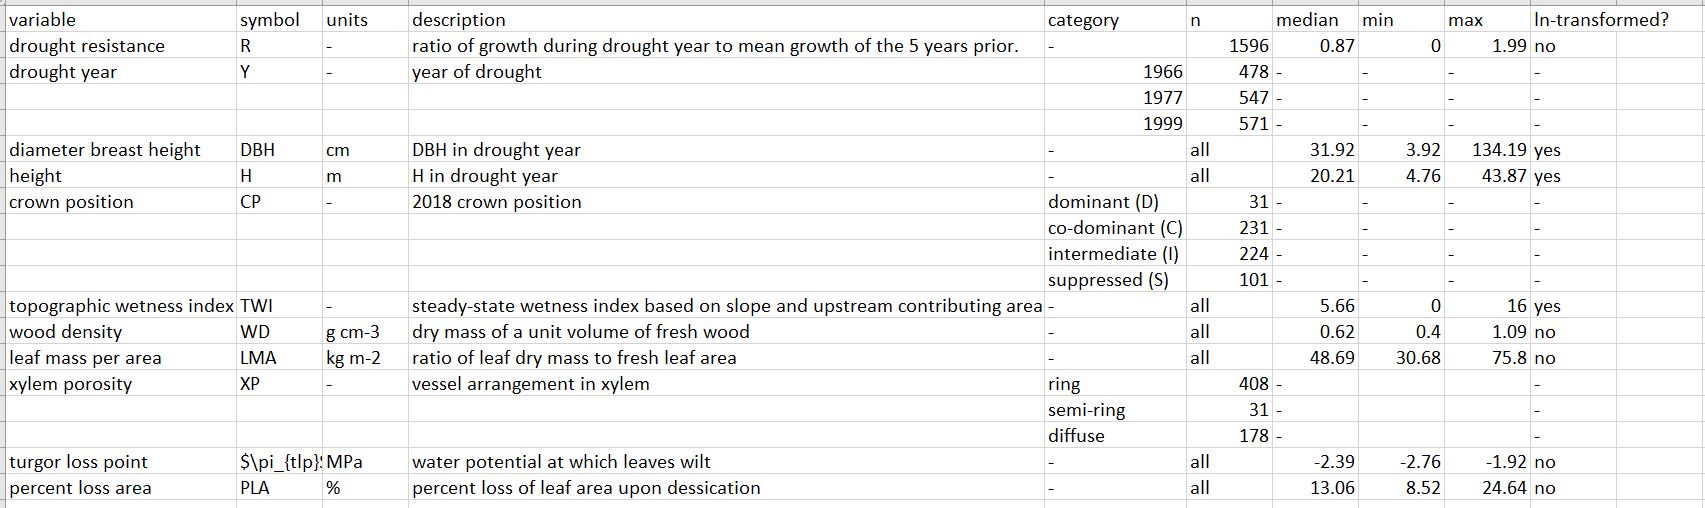 variable symbol units description category n median min max ln-transformed?
drought resistance R - ratio of growth during drought year to mean growth of the 5 years prior. - 1596 0.87 0 1.99 no
drought year Y - year of drought 1966 478 - - - -
1977 547 - - - -
1999 571 - - - -
diameter breast height DBH cm DBH in drought year - all 31.92 3.92 134.19 yes
height H m H in drought year - all 20.21 4.76 43.87 yes
crown position CP - 2018 crown position dominant (D) 31 - - - -
co-dominant (C) 231 - - - -
intermediate (I) 224 - - - -
suppressed (S) 101 - - - -
topographic wetness index TWI - steady-state wetness index based on slope and upstream contributing area - all 5.66 0 16 yes
wood density WD g cm-3 dry mass of a unit volume of fresh wood - all 0.62 0.4 1.09 no
leaf mass per area LMA kg m-2 ratio of leaf dry mass to fresh leaf area - all 48.69 30.68 75.8 no
xylem porosity XP - vessel arrangement in xylem ring 408 - -
semi-ring 31 - -
diffuse 178 - -
turgor loss point $\pi_{tlp}$ MPa water potential at which leaves wilt - all -2.39 -2.76 -1.92 no
percent loss area PLA % percent loss of leaf area upon dessication - all 13.06 8.52 24.64 no